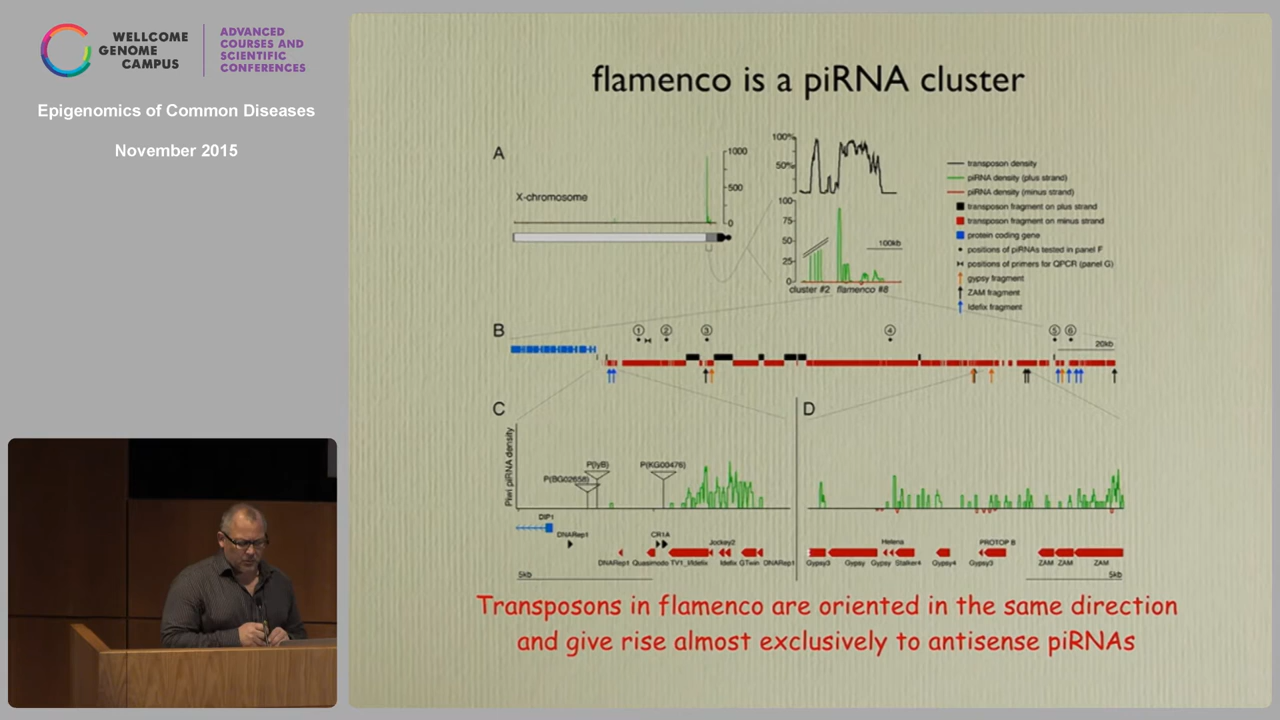 WELLCOME
GENOME
CAMPUS
ADVANCED
COURSES AND
SCIENTIFIC
CONFERENCES
Epigenomics of Common Diseases
November 2015
flamenco is a piRNA cluster
A
X-chromosome
1000
500
0
100%
50%
100
75
50
25
0
100kb
cluster #2 flamenco #8
transposon density
piRNA density (plus strand)
piRNA density (minus strand)
transposon fragment on plus strand
transposon fragment on minus strand
protein coding gene
positions of piRNAs tested in panel F
positions of primers for QPCR (panel G)
gypsy fragment
ZAM fragment
Idefix fragment
B
1 2 3 4 5 6
20kb
C
Piwi piRNA density
P(lyB)
P(BG02658)
P(KG00476)
DIP1
DNARep1
CR1A
Jockey2
DNARep1 Quasimodo TV1_I/Idefix Idefix GTwin DNARep1
5kb
D
Helena
PROTOP B
Gypsy3 Gypsy Gypsy Stalker4 Gypsy4 Gypsy3 ZAM ZAM ZAM
5kb
Transposons in flamenco are oriented in the same direction
and give rise almost exclusively to antisense piRNAs